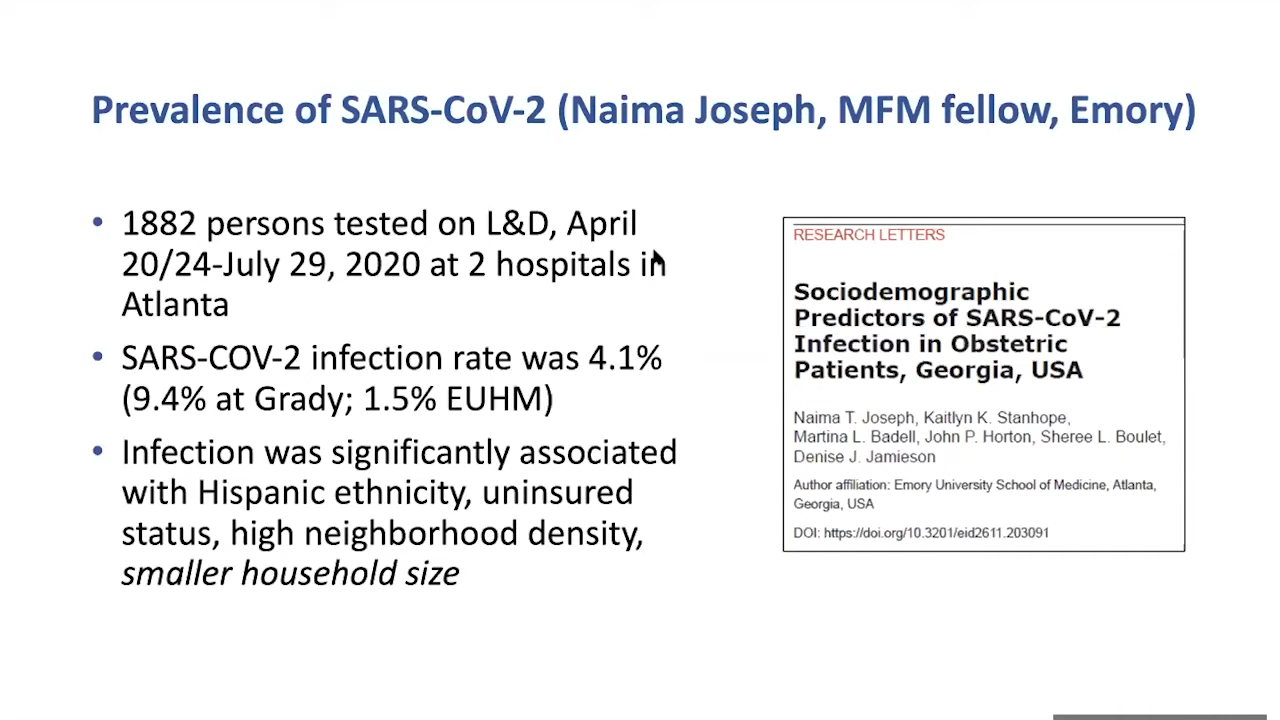 Prevalence of SARS-CoV-2 (Naima Joseph, MFM fellow, Emory)
• 1882 persons tested on L&D, April
20/24-July 29, 2020 at 2 hospitals in
Atlanta
• SARS-COV-2 infection rate was 4.1%
(9.4% at Grady; 1.5% EUHM)
• Infection was significantly associated
with Hispanic ethnicity, uninsured
status, high neighborhood density,
smaller household size
RESEARCH LETTERS
Sociodemographic
Predictors of SARS-CoV-2
Infection in Obstetric
Patients, Georgia, USA
Naima T. Joseph, Kaitlyn K. Stanhope,
Martina L. Badell, John P. Horton, Sheree L. Boulet,
Denise J. Jamieson
Author affiliation: Emory University School of Medicine, Atlanta,
Georgia, USA
DOI: https://doi.org/10.3201/eid2611.203091